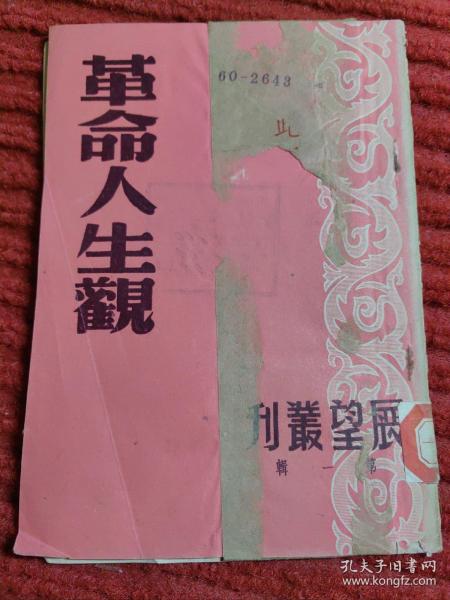 革命人生觀
60-2643
展望叢刊
第一輯
孔夫子旧书网
www.kongfz.com